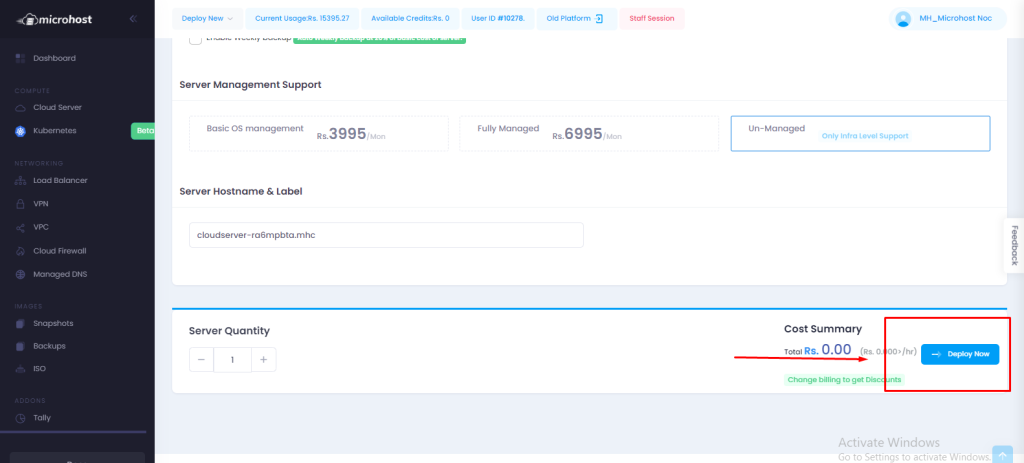 microhost
Deploy New
Current Usage:Rs. 15395.27
Available Credits:Rs. 0
User ID #10278.
Old Platform
Staff Session
MH_Microhost Noc
Dashboard
COMPUTE
Cloud Server
Kubernetes
Beta
NETWORKING
Load Balancer
VPN
VPC
Cloud Firewall
Managed DNS
IMAGES
Snapshots
Backups
ISO
ADDONS
Tally
Enable Weekly Backup
Server Management Support
Basic OS management
Rs.3995/Mon
Fully Managed
Rs.6995/Mon
Un-Managed
Only Infra Level Support
Server Hostname & Label
cloudserver-ra6mpbta.mhc
Feedback
Server Quantity
− 1 +
Cost Summary
Total Rs. 0.00 (Rs. 0.000+/hr)
Deploy Now
Change billing to get Discounts
Activate Windows
Go to Settings to activate Windows.